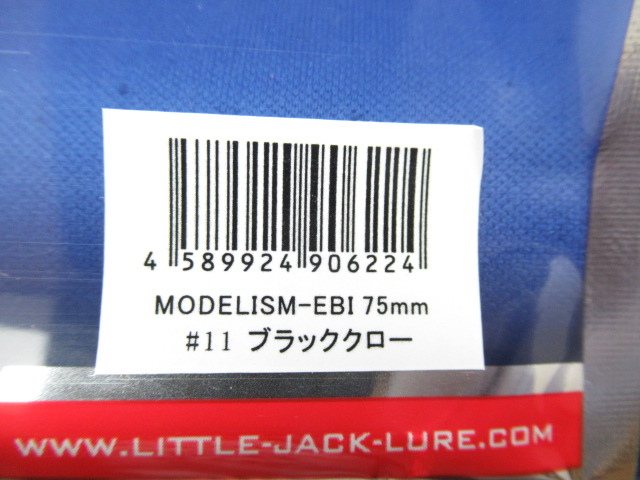 4 589924 906224
MODELISM-EBI 75mm
#11 ブラッククロー
WWW.LITTLE-JACK-LURE.COM